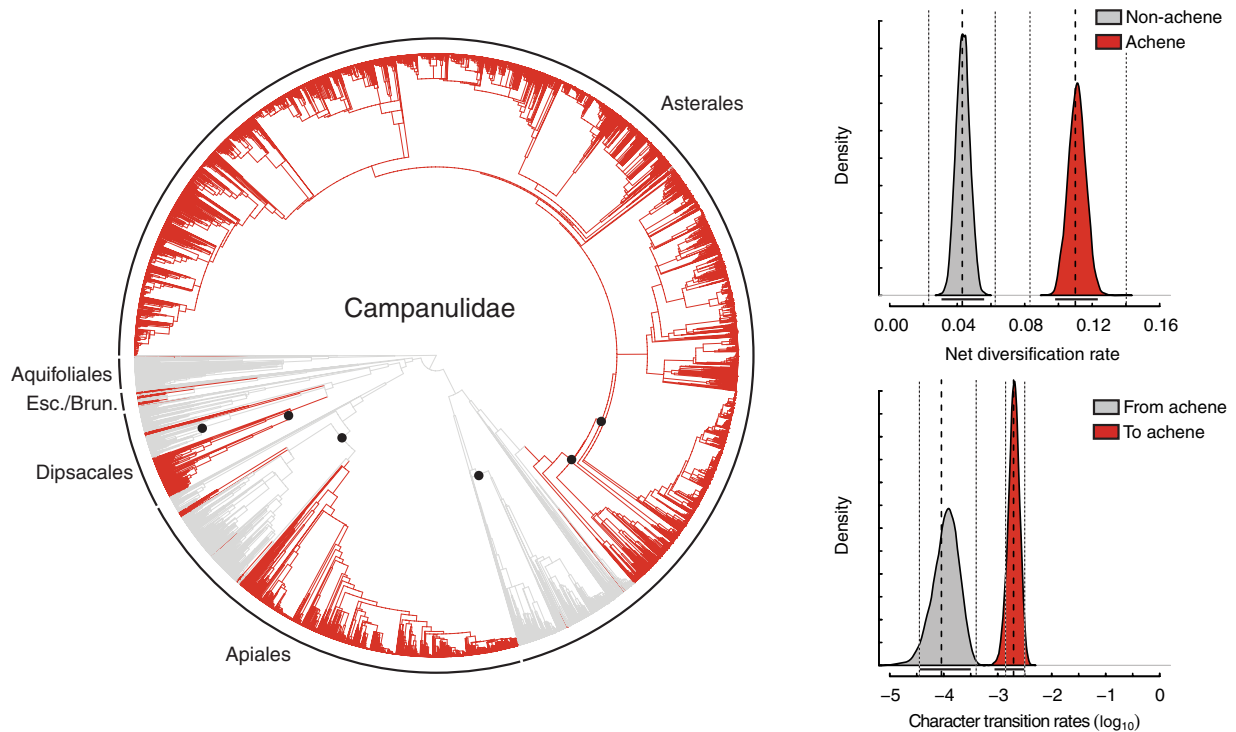 Asterales
Campanulidae
Aquifoliales
Esc./Brun.
Dipsacales
Apiales
Non-achene
Achene
Density
0.00 0.04 0.08 0.12 0.16
Net diversification rate
From achene
To achene
Density
−5 −4 −3 −2 −1 0
Character transition rates (log10)